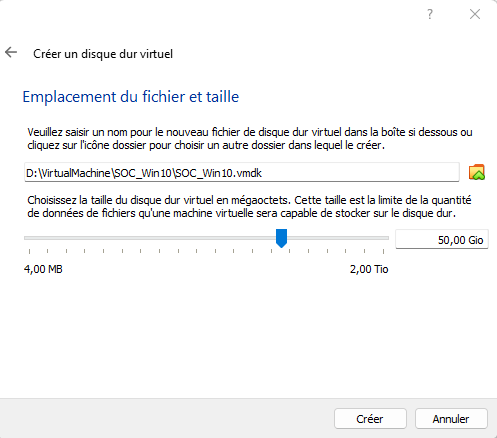 ?
Créer un disque dur virtuel
Emplacement du fichier et taille
Veuillez saisir un nom pour le nouveau fichier de disque dur virtuel dans la boîte si dessous ou
cliquez sur l'icône dossier pour choisir un autre dossier dans lequel le créer.
D:\VirtualMachine\SOC_Win10\SOC_Win10.vmdk
Choisissez la taille du disque dur virtuel en mégaoctets. Cette taille est la limite de la quantité
de données de fichiers qu'une machine virtuelle sera capable de stocker sur le disque dur.
50,00 Gio
4,00 MB 2,00 Tio
Créer Annuler